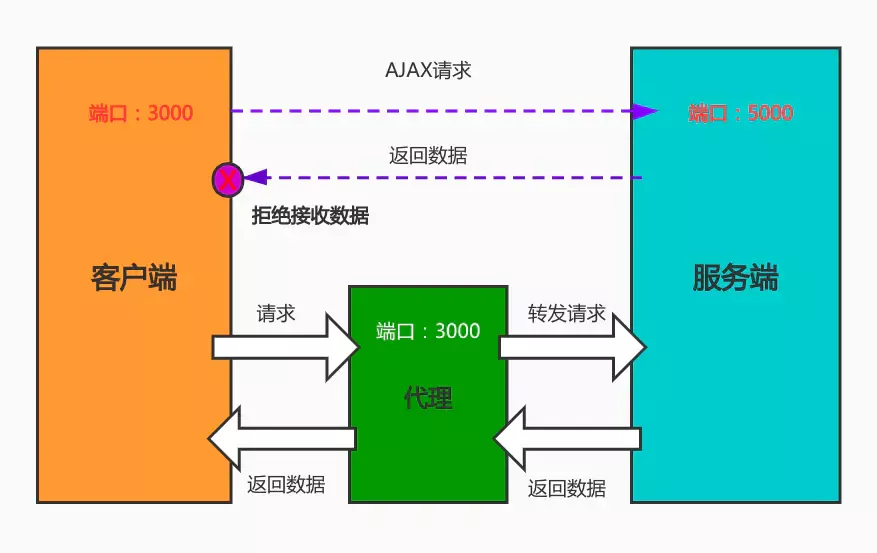 AJAX请求
端口：3000
端口：5000
返回数据
X
拒绝接收数据
客户端
服务端
请求
转发请求
端口：3000
代理
返回数据
返回数据